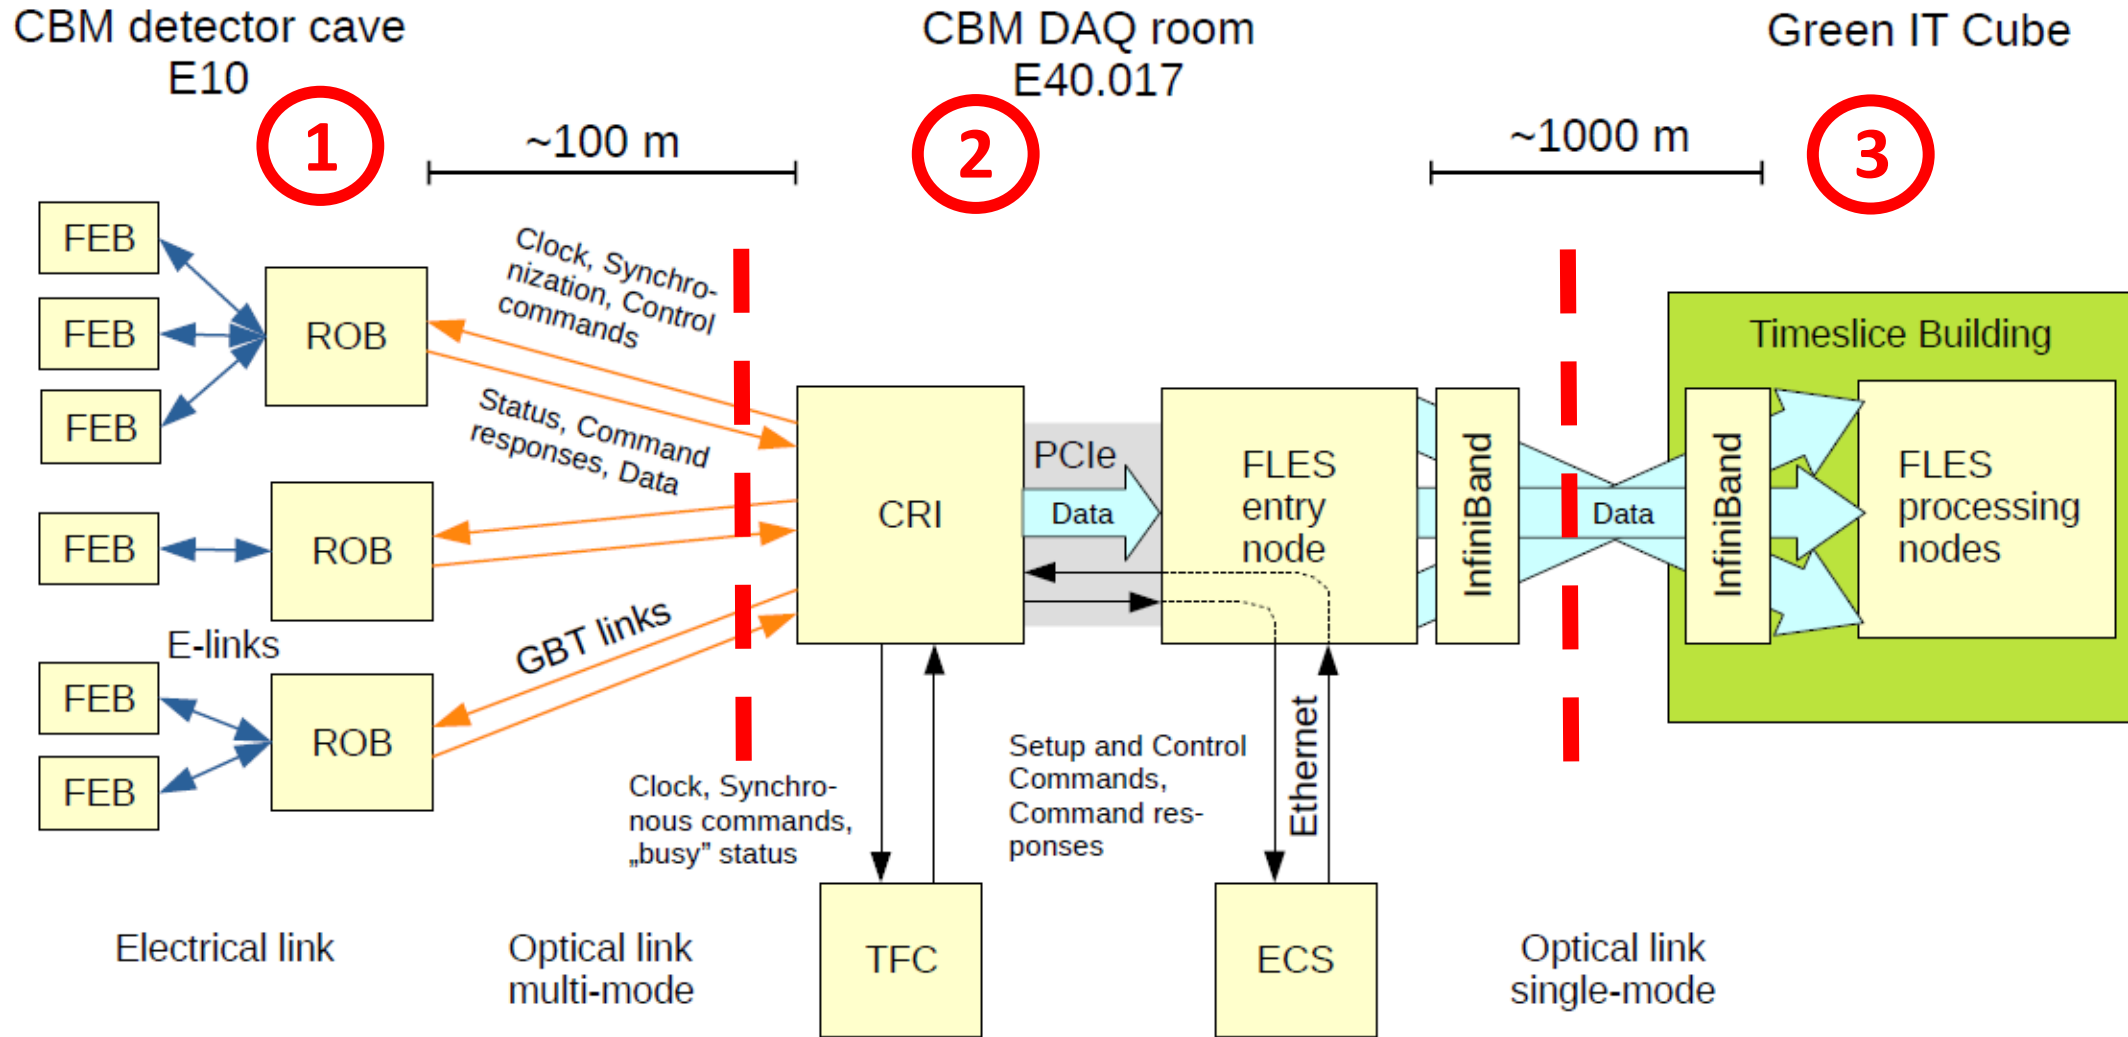 CBM detector cave
E10
CBM DAQ room
E40.017
Green IT Cube
1
~100 m
2
~1000 m
3
FEB
FEB
FEB
ROB
Clock, Synchro-
nization, Control
commands
Status, Command
responses, Data
FEB
ROB
E-links
GBT links
FEB
FEB
ROB
CRI
PCIe
Data
FLES
entry
node
InfiniBand
Data
Timeslice Building
InfiniBand
FLES
processing
nodes
Clock, Synchro-
nous commands,
„busy” status
Setup and Control
Commands,
Command res-
ponses
Ethernet
TFC
ECS
Electrical link
Optical link
multi-mode
Optical link
single-mode